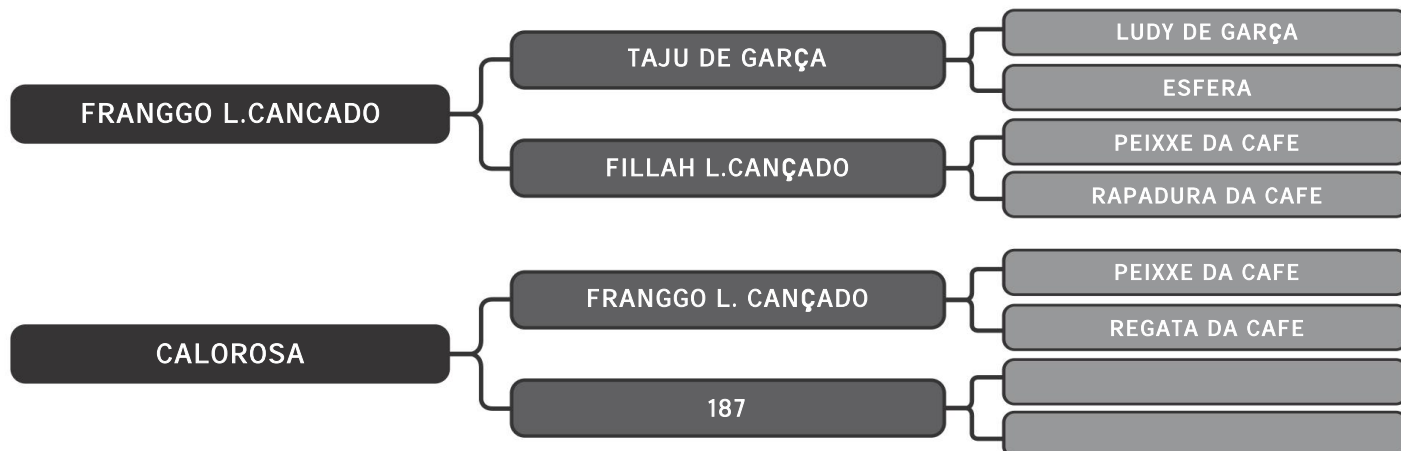 FRANGGO L.CANCADO
TAJU DE GARÇA
LUDY DE GARÇA
ESFERA
FILLAH L.CANÇADO
PEIXXE DA CAFE
RAPADURA DA CAFE
CALOROSA
FRANGGO L. CANÇADO
PEIXXE DA CAFE
REGATA DA CAFE
187